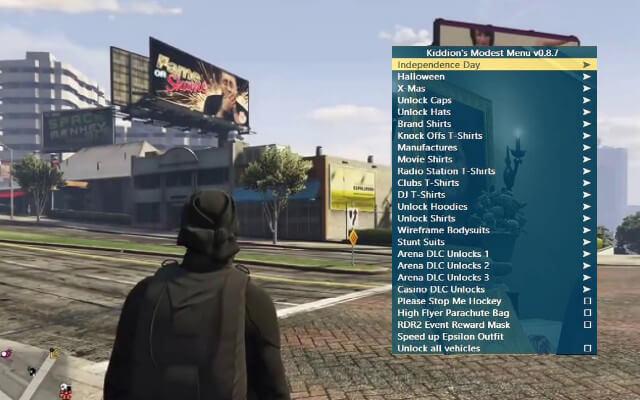 Fame
or
Shame
SPACE
MONKEY
Kiddion's Modest Menu v0.8.7
Independence Day
Halloween
X-Mas
Unlock Caps
Unlock Hats
Brand Shirts
Knock Offs T-Shirts
Manufactures
Movie Shirts
Radio Station T-Shirts
Clubs T-Shirts
DJ T-Shirts
Unlock Hoodies
Unlock Shirts
Wireframe Bodysuits
Stunt Suits
Arena DLC Unlocks 1
Arena DLC Unlocks 2
Arena DLC Unlocks 3
Casino DLC Unlocks
Please Stop Me Hockey
High Flyer Parachute Bag
RDR2 Event Reward Mask
Speed up Epsilon Outfit
Unlock all vehicles